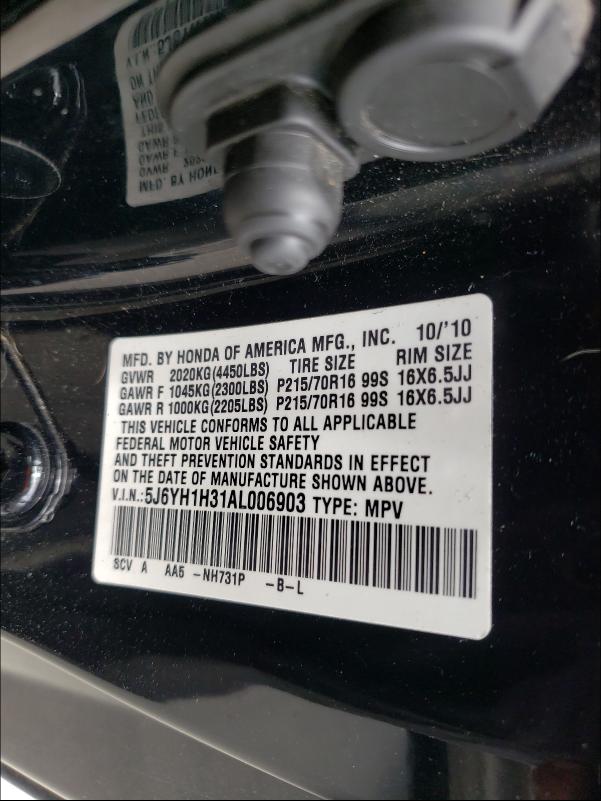 MFD. BY HONDA OF AMERICA MFG., INC. 10/'10
GVWR 2020KG(4450LBS) TIRE SIZE RIM SIZE
GAWR F 1045KG(2300LBS) P215/70R16 99S 16X6.5JJ
GAWR R 1000KG(2205LBS) P215/70R16 99S 16X6.5JJ
THIS VEHICLE CONFORMS TO ALL APPLICABLE
FEDERAL MOTOR VEHICLE SAFETY
AND THEFT PREVENTION STANDARDS IN EFFECT
ON THE DATE OF MANUFACTURE SHOWN ABOVE.
V.I.N.:5J6YH1H31AL006903 TYPE: MPV
SCV A AA5 -NH731P -B-L